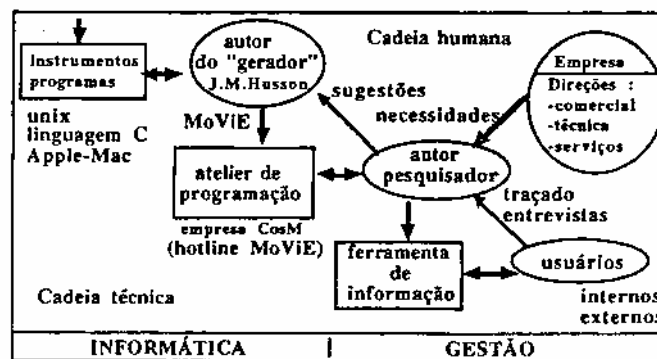 Instrumentos
programas
unix
linguagem C
Apple-Mac
autor
do "gerador"
J.M.Husson
MoViE
atelier de
programação
empresa CosM
(hotline MoViE)
Cadeia humana
sugestões
necessidades
Empresa
Direções :
-comercial
-técnica
-serviços
autor
pesquisador
traçado
entrevistas
ferramenta
de
informação
usuários
internos
externos
Cadeia técnica
INFORMÁTICA | GESTÃO